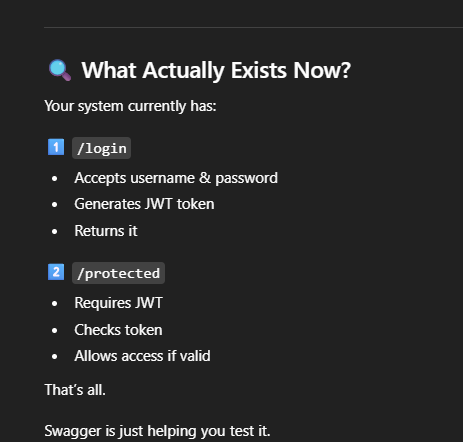 🔍 What Actually Exists Now?
Your system currently has:
1️⃣ /login
• Accepts username & password
• Generates JWT token
• Returns it
2️⃣ /protected
• Requires JWT
• Checks token
• Allows access if valid
That’s all.
Swagger is just helping you test it.